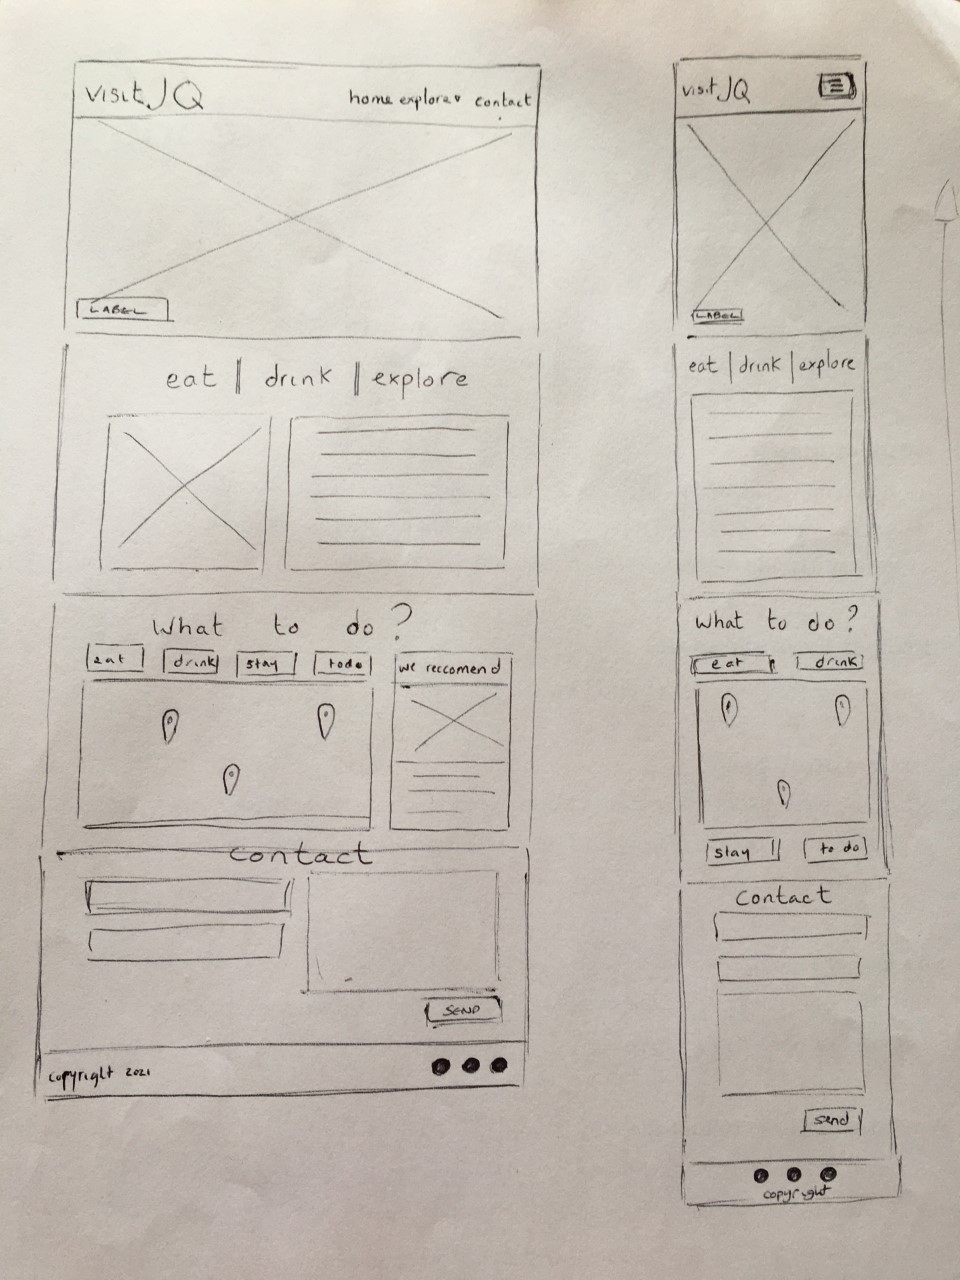 visit JQ
home explore contact
LABEL
eat | drink | explore
What to do?
eat drink stay todo
we reccomend
contact
SEND
copyright 2021
visit JQ
LABEL
eat | drink | explore
What to do?
eat drink
stay to do
Contact
send
copyright